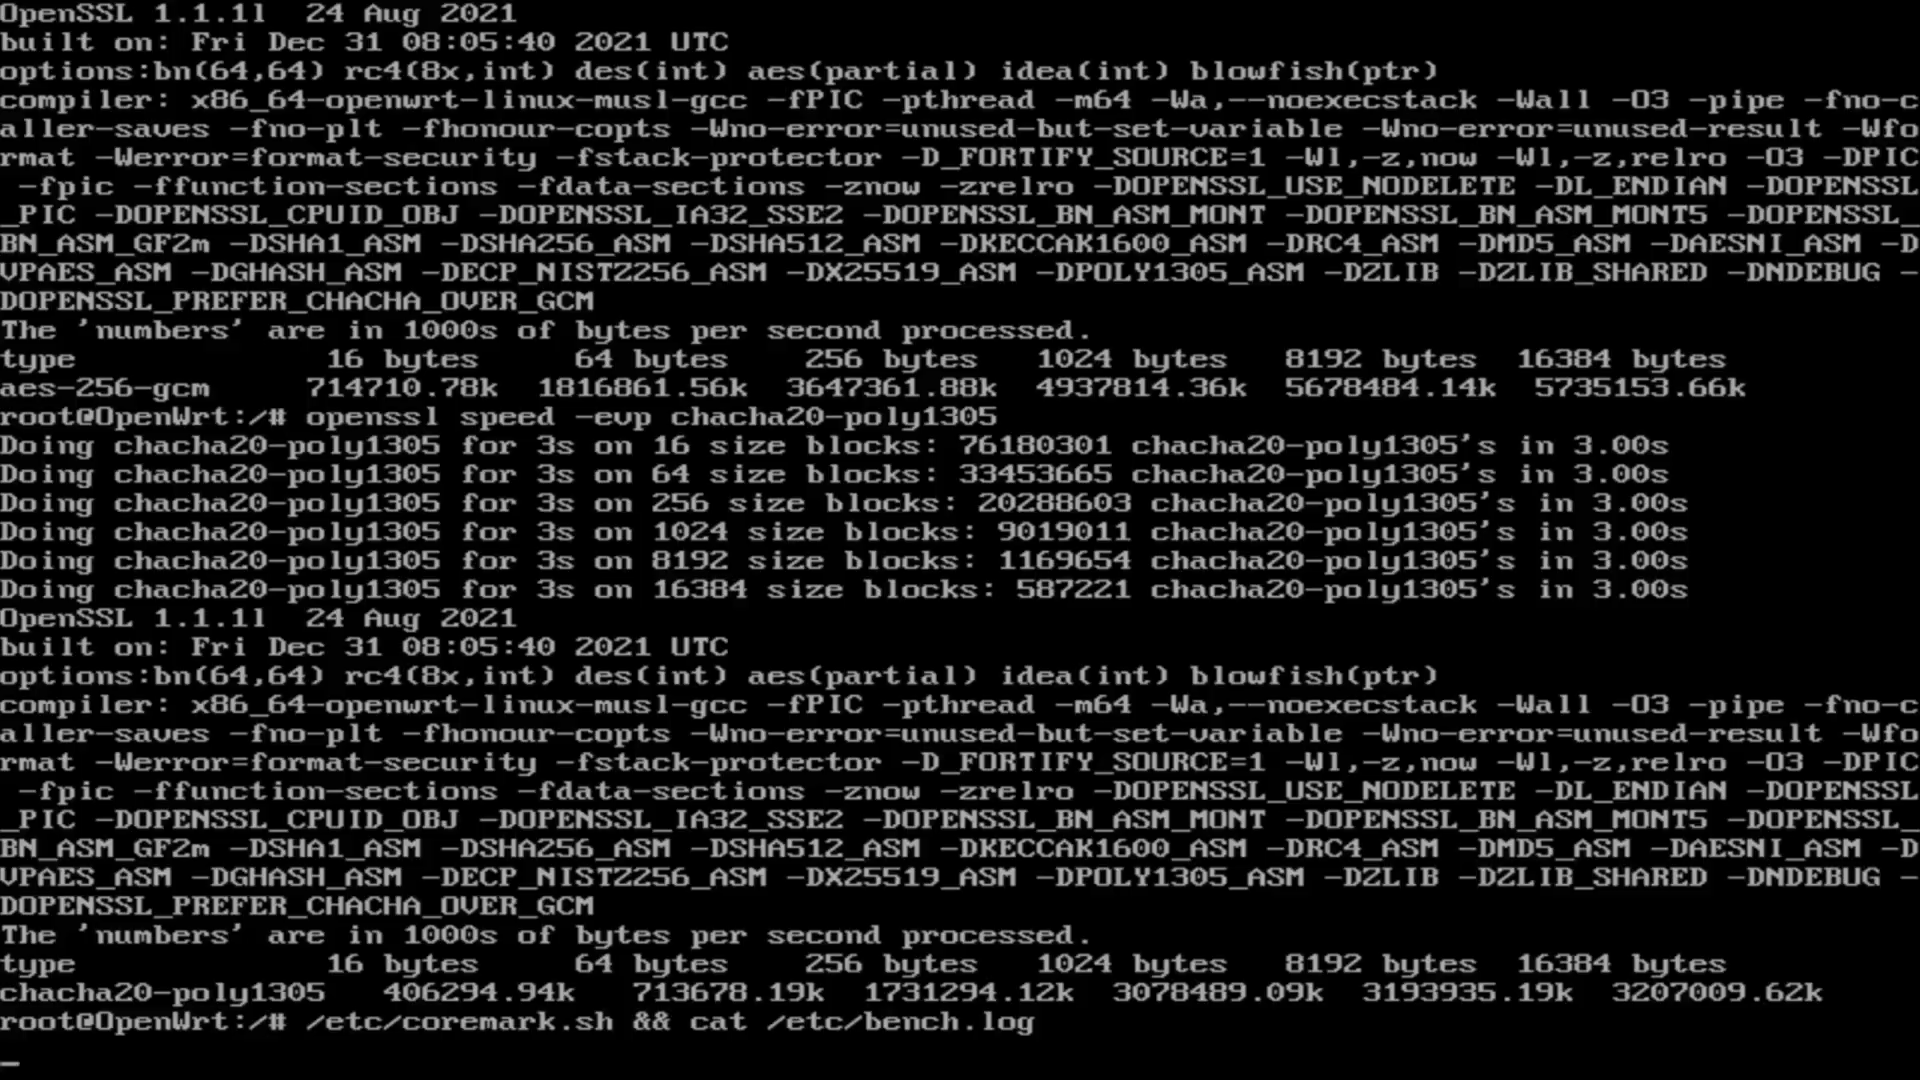 OpenSSL 1.1.1l  24 Aug 2021
built on: Fri Dec 31 08:05:40 2021 UTC
options:bn(64,64) rc4(8x,int) des(int) aes(partial) idea(int) blowfish(ptr)
compiler: x86_64-openwrt-linux-musl-gcc -fPIC -pthread -m64 -Wa,--noexecstack -Wall -O3 -pipe -fno-c
aller-saves -fno-plt -fhonour-copts -Wno-error=unused-but-set-variable -Wno-error=unused-result -Wfo
rmat -Werror=format-security -fstack-protector -D_FORTIFY_SOURCE=1 -Wl,-z,now -Wl,-z,relro -O3 -DPIC
 -fpic -ffunction-sections -fdata-sections -znow -zrelro -DOPENSSL_USE_NODELETE -DL_ENDIAN -DOPENSSL
_PIC -DOPENSSL_CPUID_OBJ -DOPENSSL_IA32_SSE2 -DOPENSSL_BN_ASM_MONT -DOPENSSL_BN_ASM_MONT5 -DOPENSSL_
BN_ASM_GF2m -DSHA1_ASM -DSHA256_ASM -DSHA512_ASM -DKECCAK1600_ASM -DRC4_ASM -DMD5_ASM -DAESNI_ASM -D
VPAES_ASM -DGHASH_ASM -DECP_NISTZ256_ASM -DX25519_ASM -DPOLY1305_ASM -DZLIB -DZLIB_SHARED -DNDEBUG -
DOPENSSL_PREFER_CHACHA_OVER_GCM
The 'numbers' are in 1000s of bytes per second processed.
type             16 bytes     64 bytes    256 bytes   1024 bytes   8192 bytes  16384 bytes
aes-256-gcm     714710.78k  1816861.56k  3647361.88k  4937814.36k  5678484.14k  5735153.66k
root@OpenWrt:/# openssl speed -evp chacha20-poly1305
Doing chacha20-poly1305 for 3s on 16 size blocks: 76180301 chacha20-poly1305's in 3.00s
Doing chacha20-poly1305 for 3s on 64 size blocks: 33453665 chacha20-poly1305's in 3.00s
Doing chacha20-poly1305 for 3s on 256 size blocks: 20288603 chacha20-poly1305's in 3.00s
Doing chacha20-poly1305 for 3s on 1024 size blocks: 9019011 chacha20-poly1305's in 3.00s
Doing chacha20-poly1305 for 3s on 8192 size blocks: 1169654 chacha20-poly1305's in 3.00s
Doing chacha20-poly1305 for 3s on 16384 size blocks: 587221 chacha20-poly1305's in 3.00s
OpenSSL 1.1.1l  24 Aug 2021
built on: Fri Dec 31 08:05:40 2021 UTC
options:bn(64,64) rc4(8x,int) des(int) aes(partial) idea(int) blowfish(ptr)
compiler: x86_64-openwrt-linux-musl-gcc -fPIC -pthread -m64 -Wa,--noexecstack -Wall -O3 -pipe -fno-c
aller-saves -fno-plt -fhonour-copts -Wno-error=unused-but-set-variable -Wno-error=unused-result -Wfo
rmat -Werror=format-security -fstack-protector -D_FORTIFY_SOURCE=1 -Wl,-z,now -Wl,-z,relro -O3 -DPIC
 -fpic -ffunction-sections -fdata-sections -znow -zrelro -DOPENSSL_USE_NODELETE -DL_ENDIAN -DOPENSSL
_PIC -DOPENSSL_CPUID_OBJ -DOPENSSL_IA32_SSE2 -DOPENSSL_BN_ASM_MONT -DOPENSSL_BN_ASM_MONT5 -DOPENSSL_
BN_ASM_GF2m -DSHA1_ASM -DSHA256_ASM -DSHA512_ASM -DKECCAK1600_ASM -DRC4_ASM -DMD5_ASM -DAESNI_ASM -D
VPAES_ASM -DGHASH_ASM -DECP_NISTZ256_ASM -DX25519_ASM -DPOLY1305_ASM -DZLIB -DZLIB_SHARED -DNDEBUG -
DOPENSSL_PREFER_CHACHA_OVER_GCM
The 'numbers' are in 1000s of bytes per second processed.
type             16 bytes     64 bytes    256 bytes   1024 bytes   8192 bytes  16384 bytes
chacha20-poly1305   406294.94k   713678.19k  1731294.12k  3078489.09k  3193935.19k  3207009.62k
root@OpenWrt:/# /etc/coremark.sh && cat /etc/bench.log
_